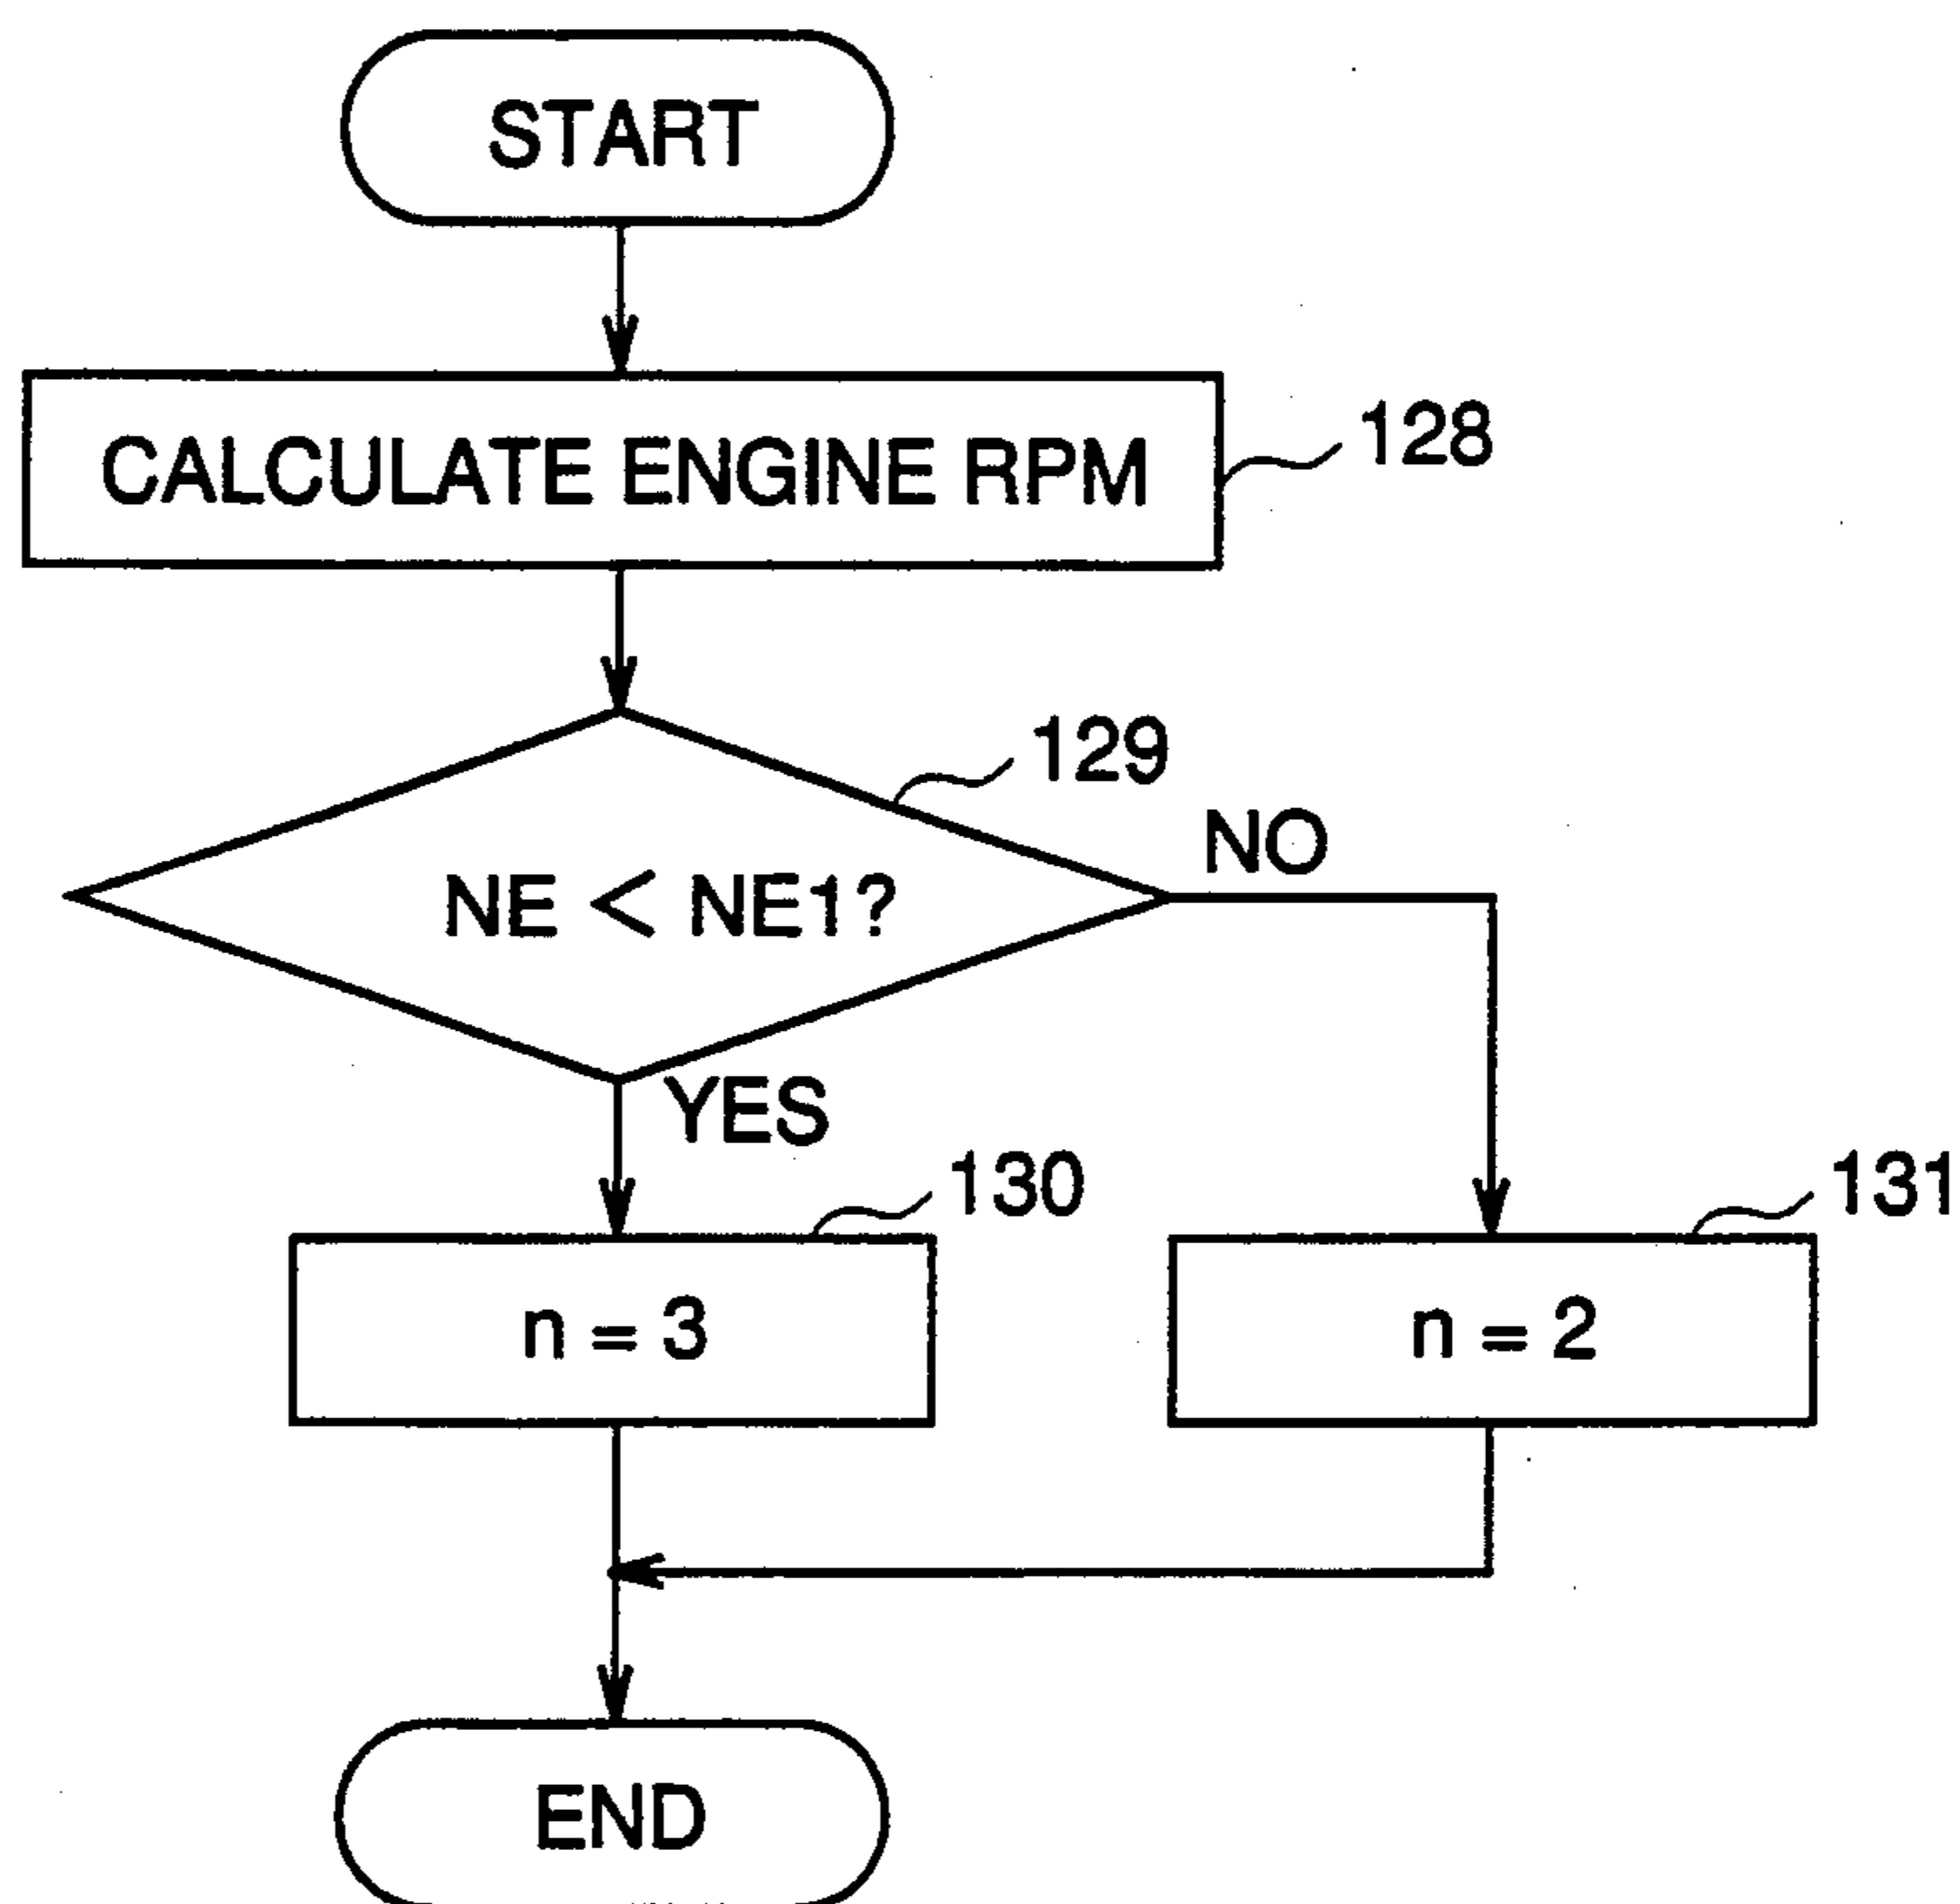 START
CALCULATE ENGINE RPM
128
129
NE < NE1?
NO
YES
130
131
n = 3
n = 2
END